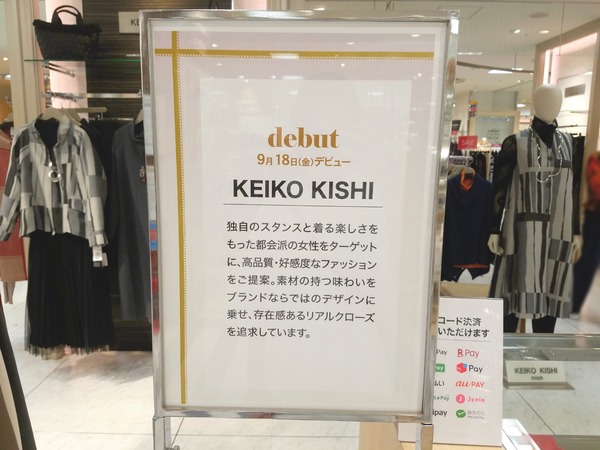 debut
9月18日(金)デビュー
KEIKO KISHI
独自のスタンスと着る楽しさを
もった都会派の女性をターゲット
に、高品質・好感度なファッション
をご提案。素材の持つ味わいを
ブランドならではのデザインに
乗せ、存在感あるリアルクローズ
を追求しています。
SALE
コード決済
いただけます
Pay
R Pay
Pay
Pay
払い
au PAY
Pay
J-Coin
ipay
KEIKO KISHI